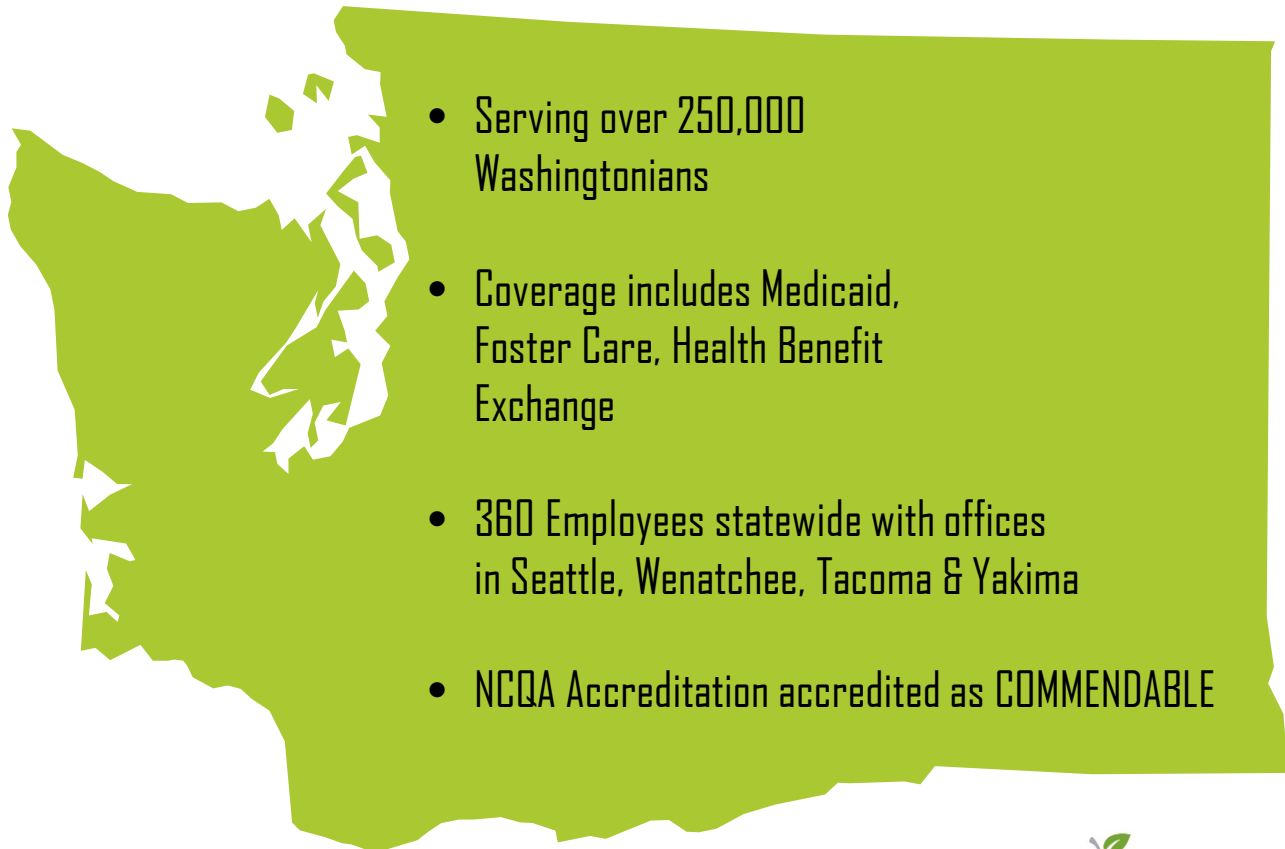 • Serving over 250,000
Washingtonians
• Coverage includes Medicaid,
Foster Care, Health Benefit
Exchange
• 360 Employees statewide with offices
in Seattle, Wenatchee, Tacoma & Yakima
• NCQA Accreditation accredited as COMMENDABLE